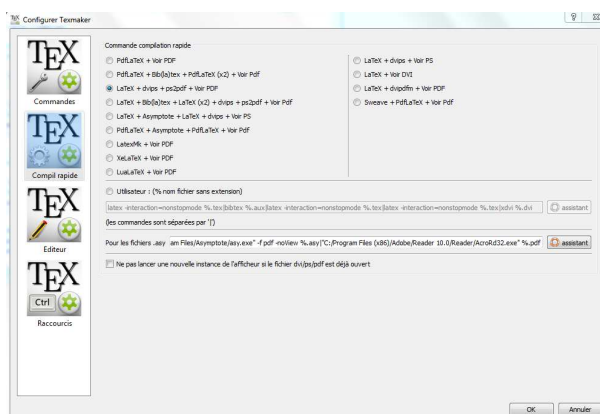 Configurer Texmaker
TEX
Commandes
TEX
Compil rapide
TEX
Editeur
TEX
Ctrl
Raccourcis
Commande compilation rapide
PdfLaTeX + Voir PDF
PdfLaTeX + Bib(la)tex + PdfLaTeX (x2) + Voir Pdf
LaTeX + dvips + ps2pdf + Voir PDF
LaTeX + Bib(la)tex + LaTeX (x2) + dvips + ps2pdf + Voir Pdf
LaTeX + Asymptote + LaTeX + dvips + Voir PS
PdfLaTeX + Asymptote + PdfLaTeX + Voir Pdf
LatexMk + Voir PDF
XeLaTeX + Voir PDF
LuaLaTeX + Voir PDF
LaTeX + dvips + Voir PS
LaTeX + Voir DVI
LaTeX + dvipdfm + Voir PDF
Sweave + PdfLaTeX + Voir Pdf
Utilisateur : (% nom fichier sans extension)
latex -interaction=nonstopmode %.tex|bibtex %.aux|latex -interaction=nonstopmode %.tex|latex -interaction=nonstopmode %.tex|xdvi %.dvi
assistant
(les commandes sont séparées par '|')
Pour les fichiers .asy am Files/Asymptote/asy.exe" -f pdf -noView %.asy|"C:/Program Files (x86)/Adobe/Reader 10.0/Reader/AcroRd32.exe" %.pdf assistant
Ne pas lancer une nouvelle instance de l'afficheur si le fichier dvi/ps/pdf est déjà ouvert
OK Annuler